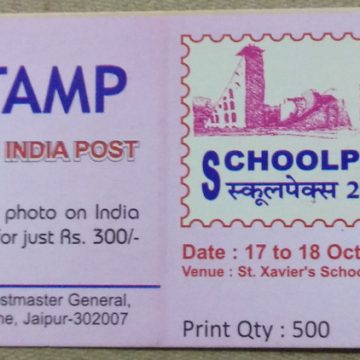 TAMP
INDIA POST
photo on India
for just Rs. 300/-
stmaster General,
ne, Jaipur-302007
SCHOOLP
स्कूलपेक्स 2
Date : 17 to 18 Oct
Venue : St. Xavier's Schoo
Print Qty : 500